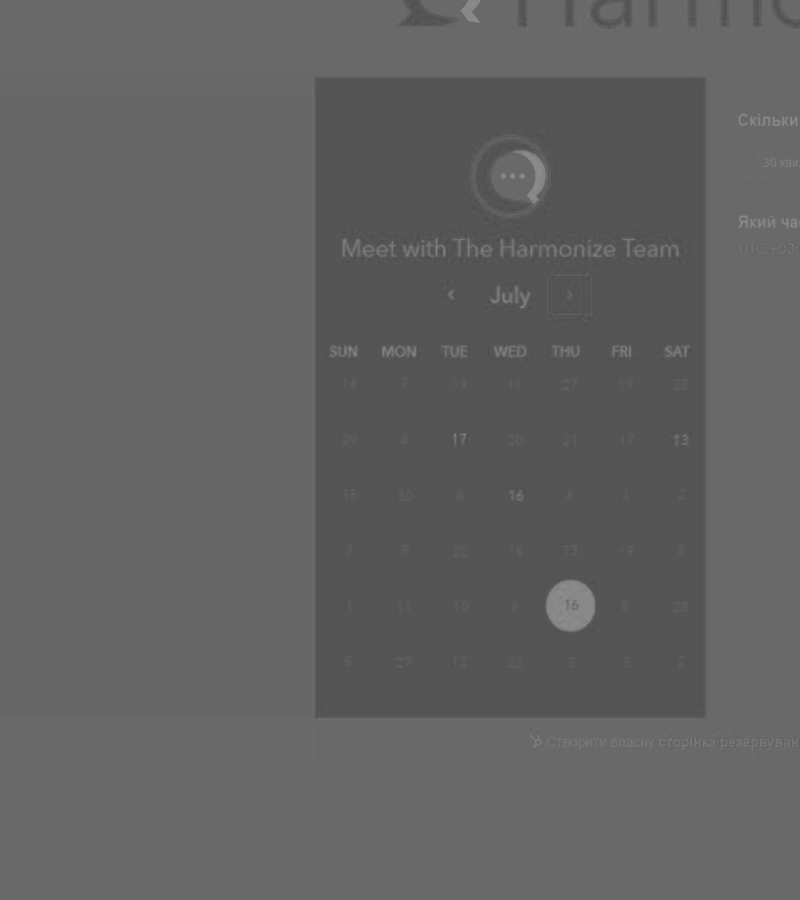 Harmo
Скільки
30 хви
Meet with The Harmonize Team
Який ча
UTC +02:
July
SUN MON TUE WED THU FRI SAT
14 7 19 11 27 19 28
29 4 17 20 21 17 13
15 30 8 16 6 1 2
7 9 22 16 13 19 8
1 11 10 6 16 5 28
5 27 12 22 3 2
Створити власну сторінка резервуван